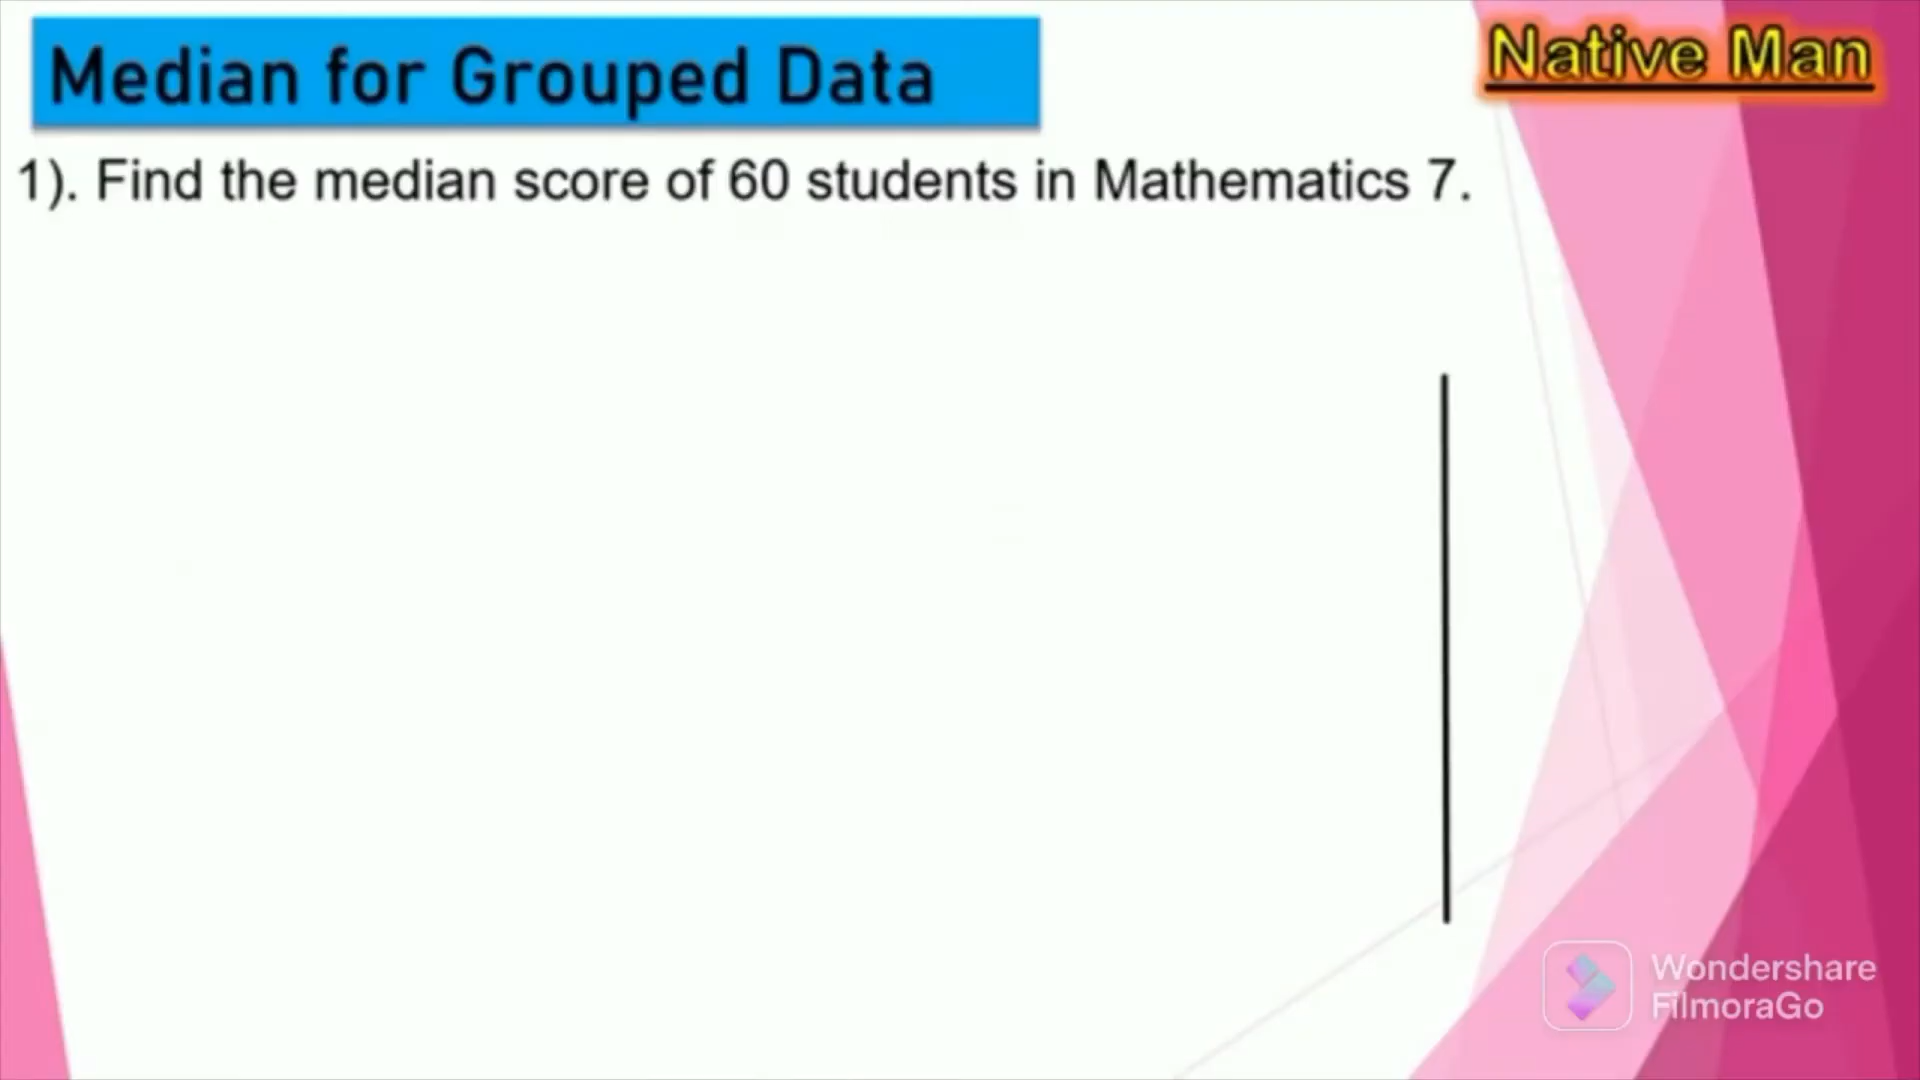 Median for Grouped Data
Native Man
1). Find the median score of 60 students in Mathematics 7.
Wondershare
FilmoraGo